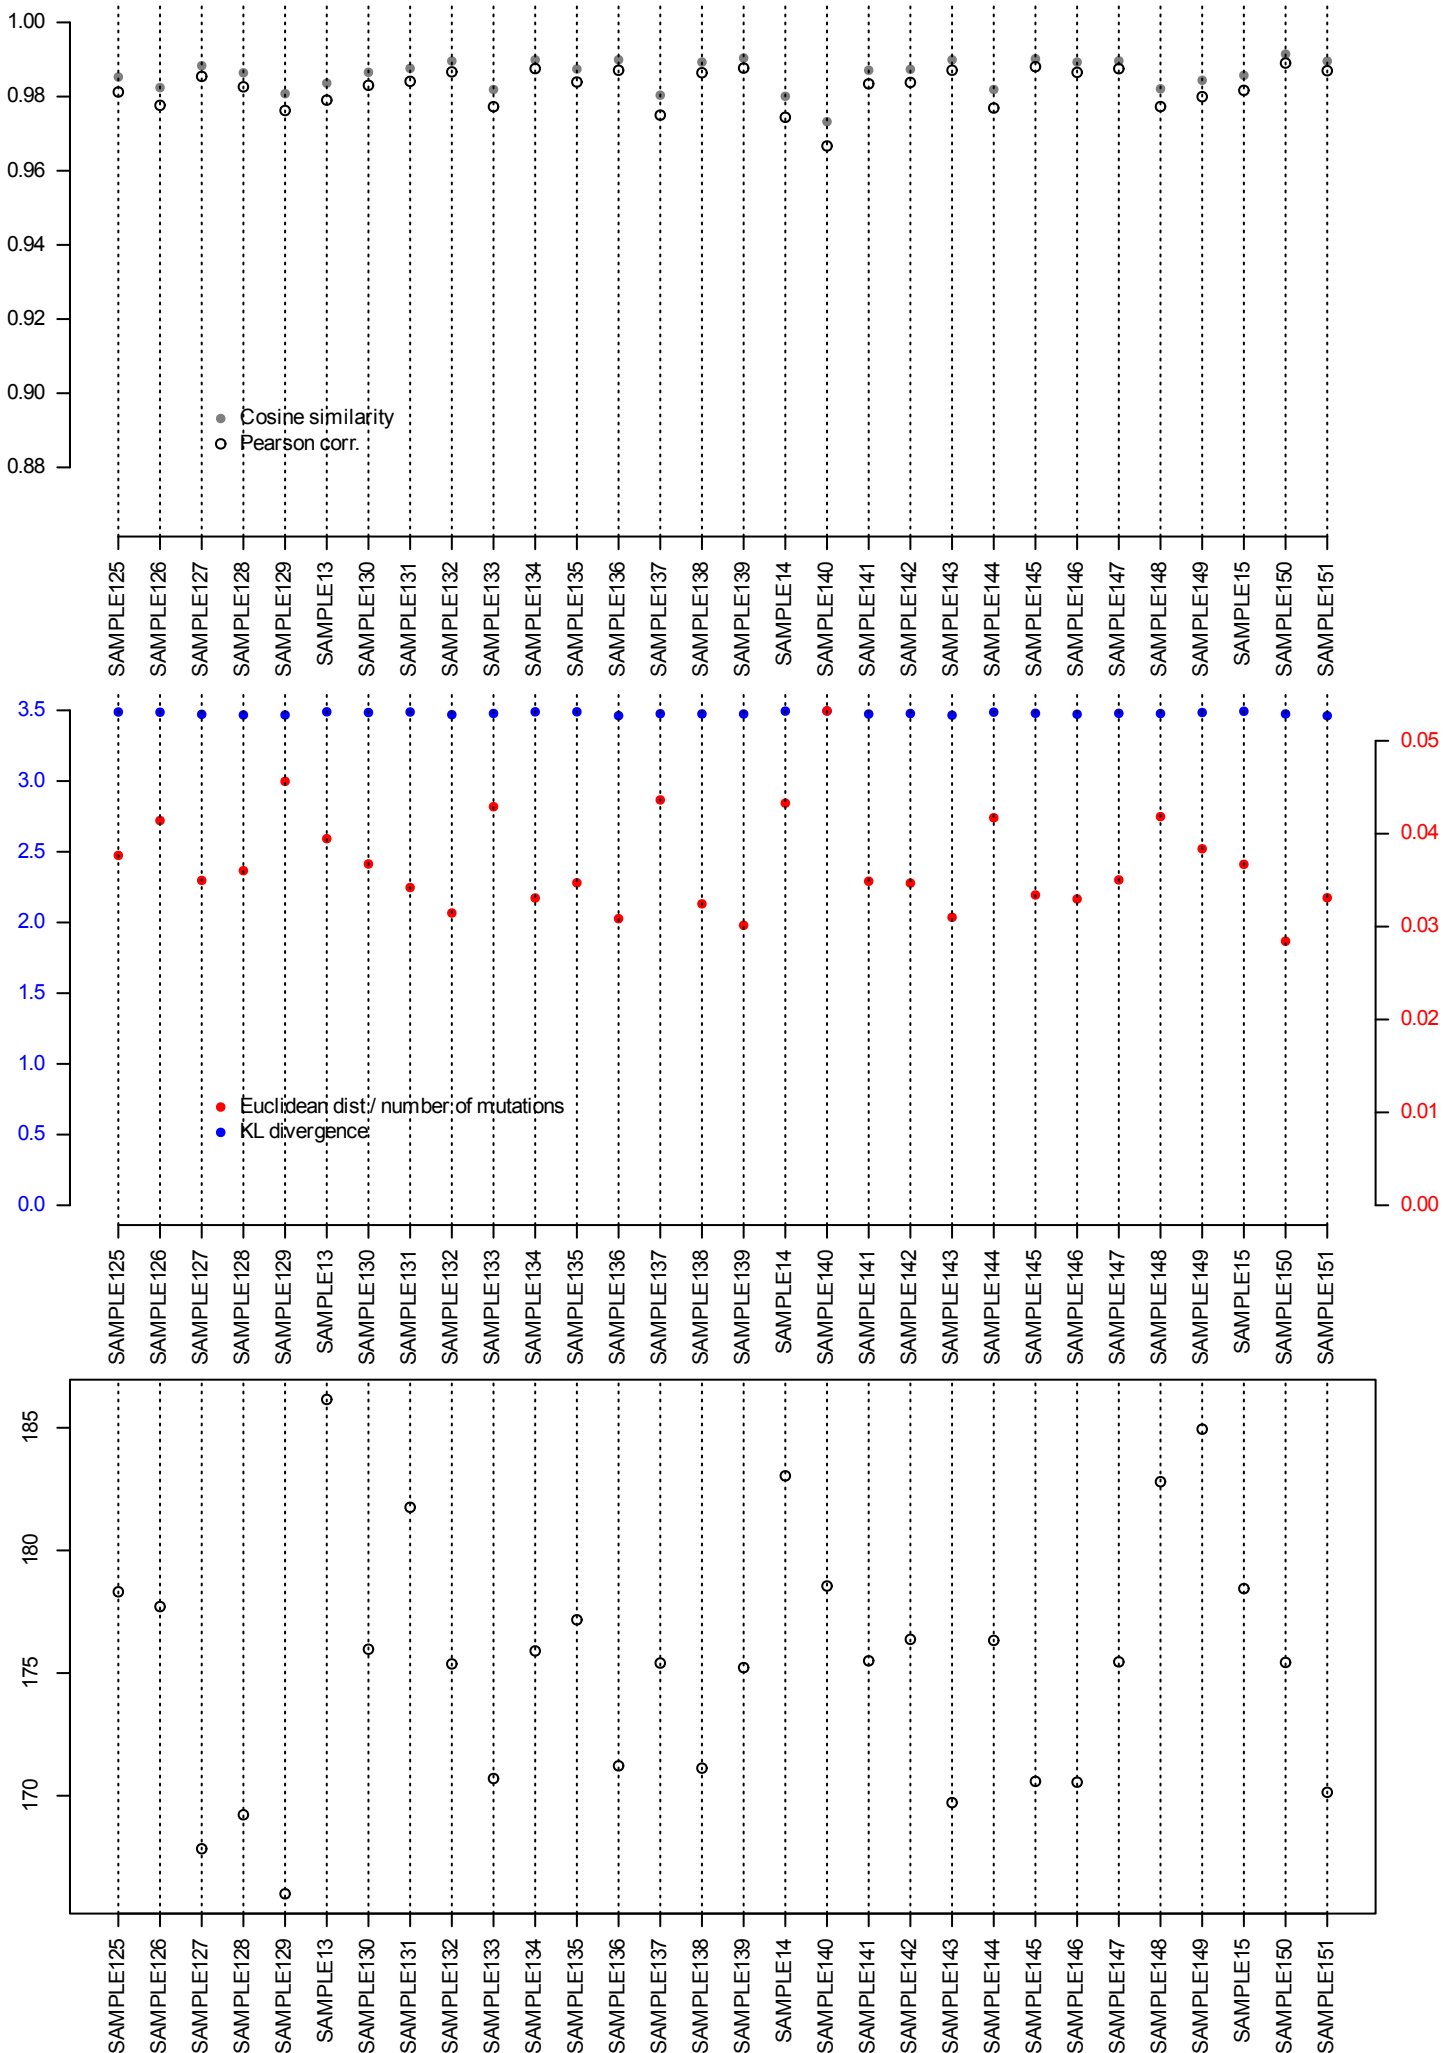 1.00
0.98
0.96
0.94
0.92
0.90
0.88
Cosine similarity
Pearson corr.
SAMPLE125
SAMPLE126
SAMPLE127
SAMPLE128
SAMPLE129
SAMPLE13
SAMPLE130
SAMPLE131
SAMPLE132
SAMPLE133
SAMPLE134
SAMPLE135
SAMPLE136
SAMPLE137
SAMPLE138
SAMPLE139
SAMPLE14
SAMPLE140
SAMPLE141
SAMPLE142
SAMPLE143
SAMPLE144
SAMPLE145
SAMPLE146
SAMPLE147
SAMPLE148
SAMPLE149
SAMPLE15
SAMPLE150
SAMPLE151
3.5
3.0
2.5
2.0
1.5
1.0
0.5
0.0
Euclidean dist./ number of mutations
KL divergence
0.05
0.04
0.03
0.02
0.01
0.00
SAMPLE125
SAMPLE126
SAMPLE127
SAMPLE128
SAMPLE129
SAMPLE13
SAMPLE130
SAMPLE131
SAMPLE132
SAMPLE133
SAMPLE134
SAMPLE135
SAMPLE136
SAMPLE137
SAMPLE138
SAMPLE139
SAMPLE14
SAMPLE140
SAMPLE141
SAMPLE142
SAMPLE143
SAMPLE144
SAMPLE145
SAMPLE146
SAMPLE147
SAMPLE148
SAMPLE149
SAMPLE15
SAMPLE150
SAMPLE151
185
180
175
170
SAMPLE125
SAMPLE126
SAMPLE127
SAMPLE128
SAMPLE129
SAMPLE13
SAMPLE130
SAMPLE131
SAMPLE132
SAMPLE133
SAMPLE134
SAMPLE135
SAMPLE136
SAMPLE137
SAMPLE138
SAMPLE139
SAMPLE14
SAMPLE140
SAMPLE141
SAMPLE142
SAMPLE143
SAMPLE144
SAMPLE145
SAMPLE146
SAMPLE147
SAMPLE148
SAMPLE149
SAMPLE15
SAMPLE150
SAMPLE151